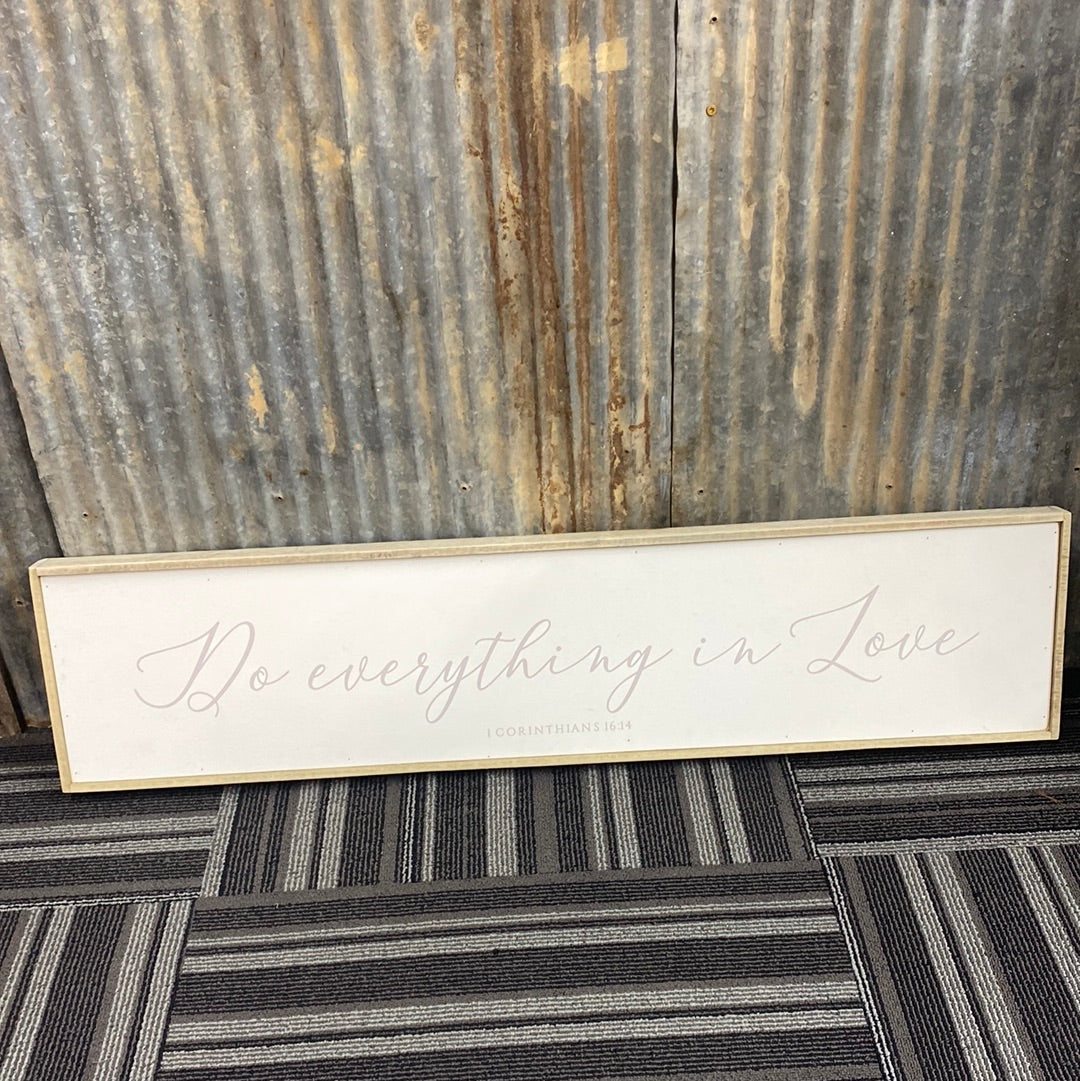 Do everything in Love
1 CORINTHIANS 16:14